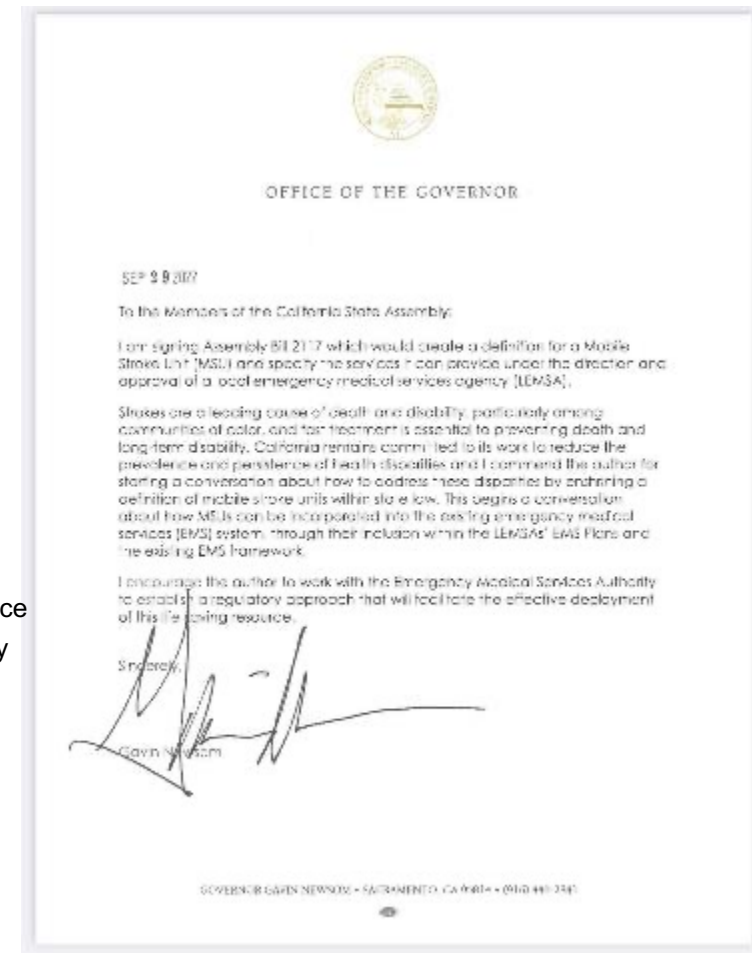 OFFICE OF THE GOVERNOR
SEP 2022
To the Members of the California State Assembly:
I am signing Assembly Bill 2117 which would create a definition for a Mobile
Stroke Unit (MSU) and specify the services it can provide under the direction and
approval of a local emergency medical services agency (LEMSA).
Strokes are a leading cause of death and disability, particularly among
communities of color, and fast treatment is essential to preventing death and
long-term disability. California remains committed to its work to reduce the
prevalence and persistence of health disparities and I commend the author for
starting a conversation about how to address these disparities by enshrining a
definition of mobile stroke units within state law. This begins a conversation
about how MSUs can be incorporated into the existing emergency medical
services (EMS) system, through their inclusion within the LEMSAs' EMS Plans and
the existing EMS framework.
I encourage the author to work with the Emergency Medical Services Authority
ce
to establish a regulatory approach that will facilitate the effective deployment
of this life saving resource.
y
Sincerely,
Gavin Newsom
GOVERNOR GAVIN NEWSOM • SACRAMENTO, CA 95814 • (916)